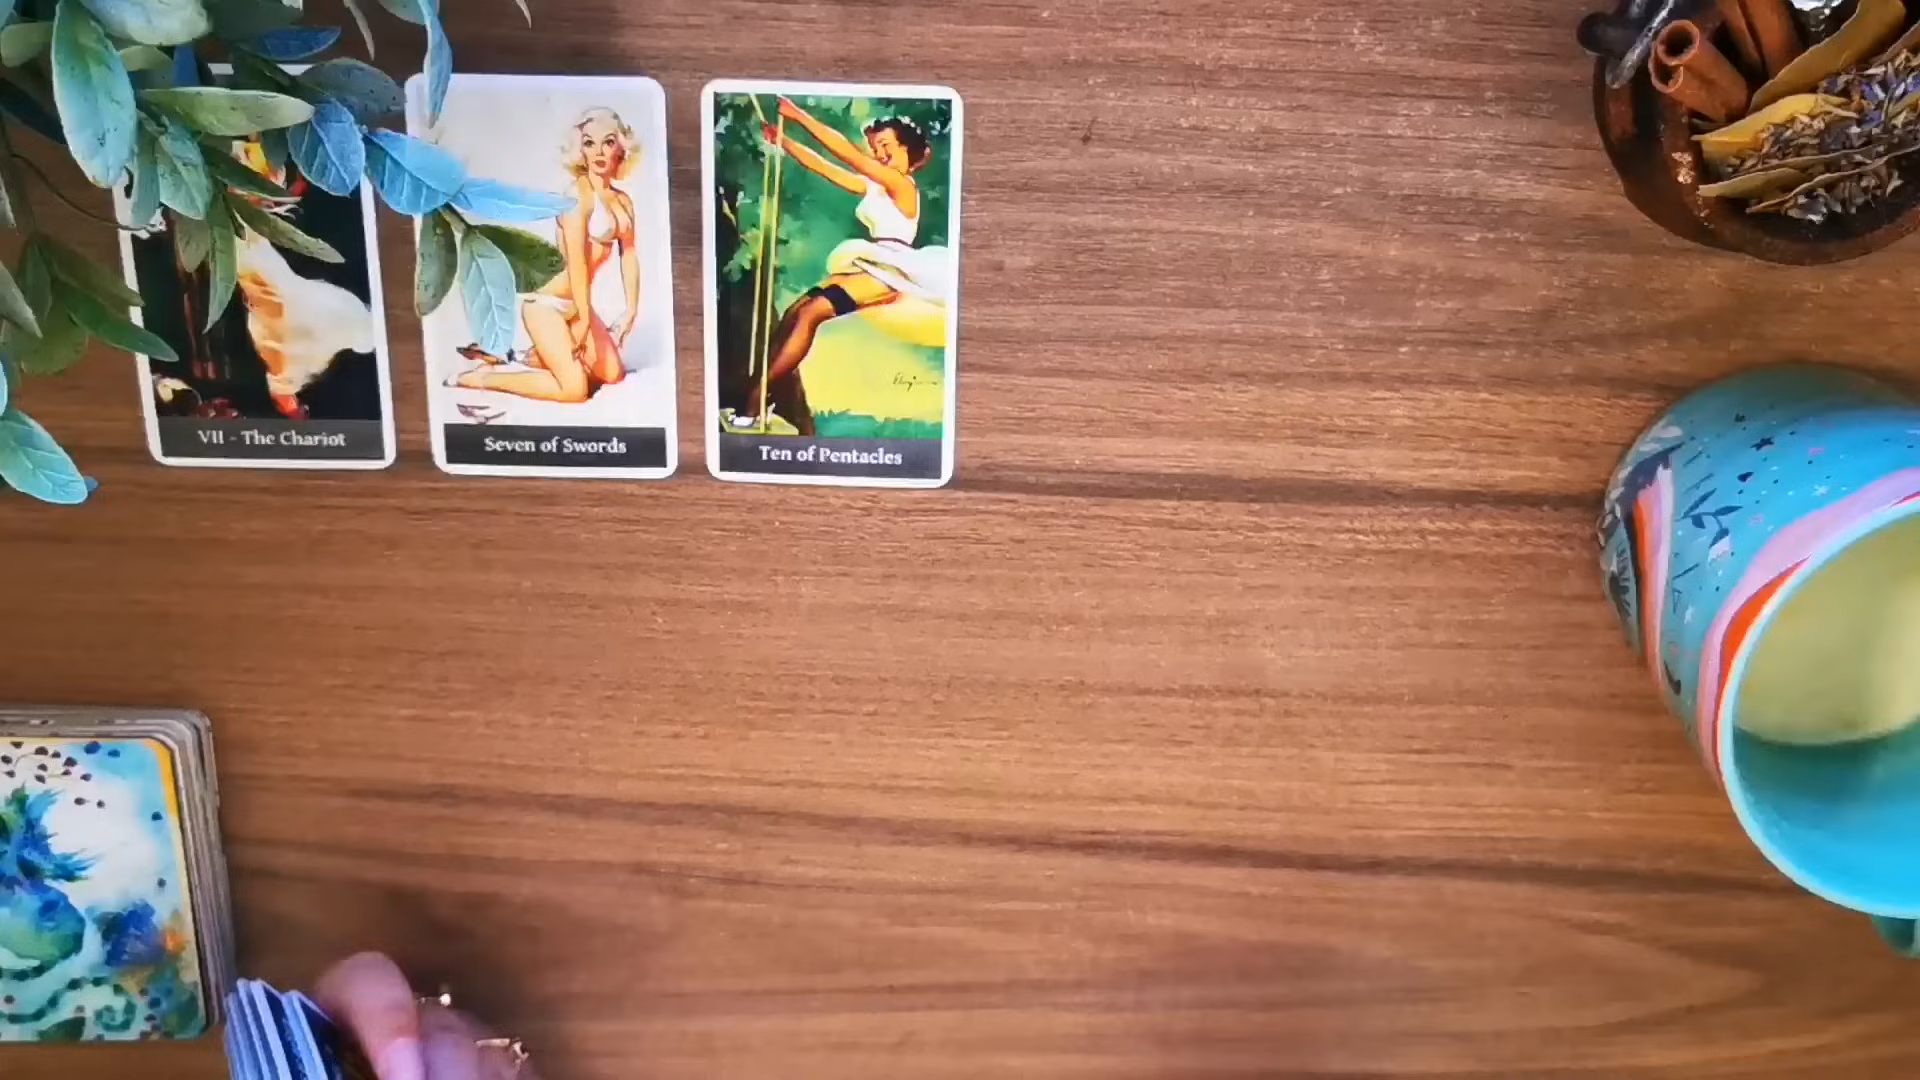 VII - The Chariot
Seven of Swords
Ten of Pentacles